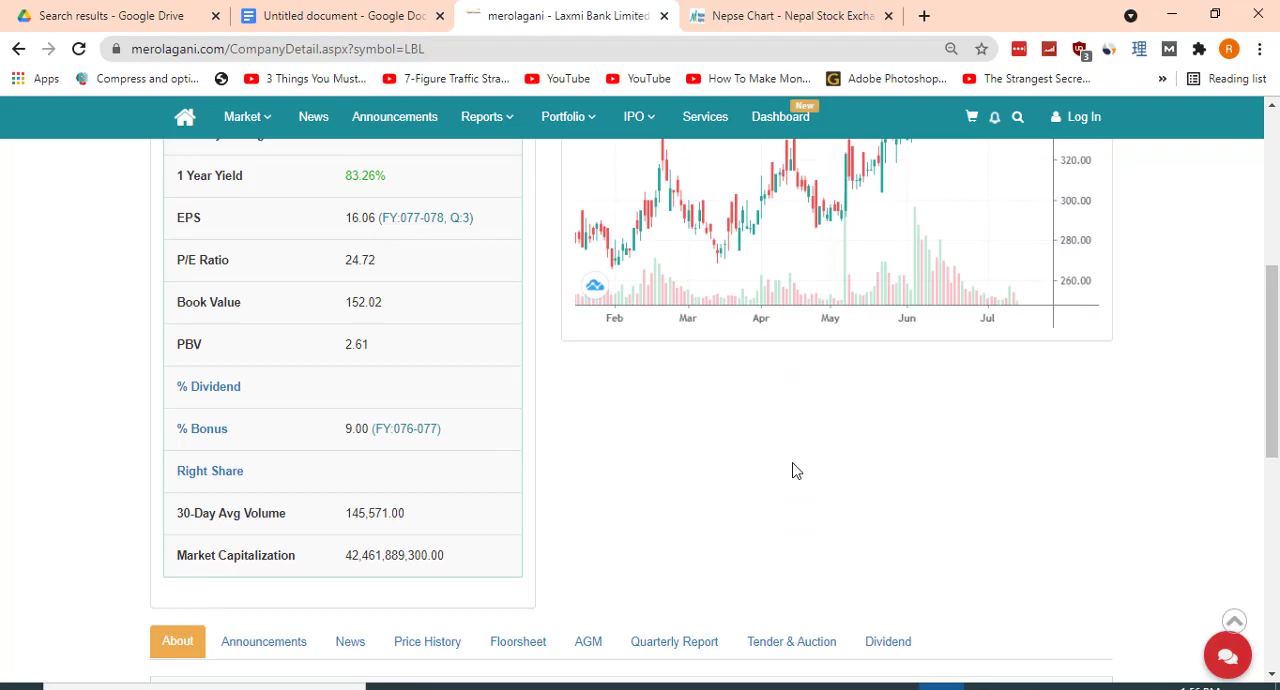 Search results - Google Drive
Untitled document - Google Doc
merolagani - Laxmi Bank Limited
Nepse Chart - Nepal Stock Excha
merolagani.com/CompanyDetail.aspx?symbol=LBL
3
理
M
R
Apps
Compress and opti...
3 Things You Must...
7-Figure Traffic Stra...
YouTube
YouTube
How To Make Mon...
Adobe Photoshop...
The Strangest Secre...
»
Reading list
Market
News
Announcements
Reports
Portfolio
IPO
Services
Dashboard
New
Log In
1 Year Yield 83.26%
EPS 16.06 (FY:077-078, Q:3)
P/E Ratio 24.72
Book Value 152.02
PBV 2.61
% Dividend
% Bonus 9.00 (FY:076-077)
Right Share
30-Day Avg Volume 145,571.00
Market Capitalization 42,461,889,300.00
320.00
300.00
280.00
260.00
Feb Mar Apr May Jun Jul
About Announcements News Price History Floorsheet AGM Quarterly Report Tender & Auction Dividend